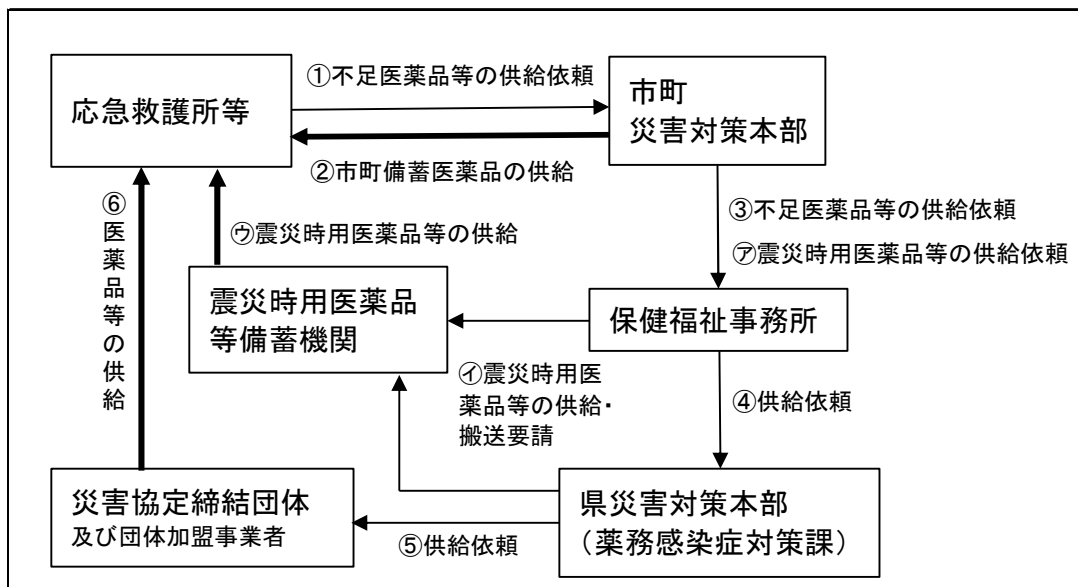 応急救護所等
①不足医薬品等の供給依頼
市町
災害対策本部
②市町備蓄医薬品の供給
③不足医薬品等の供給依頼
㋐震災時用医薬品等の供給依頼
⑥医薬品等の供給
㋒震災時用医薬品等の供給
震災時用医薬品
等備蓄機関
保健福祉事務所
㋑震災時用医
薬品等の供給・
搬送要請
④供給依頼
災害協定締結団体
及び団体加盟事業者
⑤供給依頼
県災害対策本部
（薬務感染症対策課）